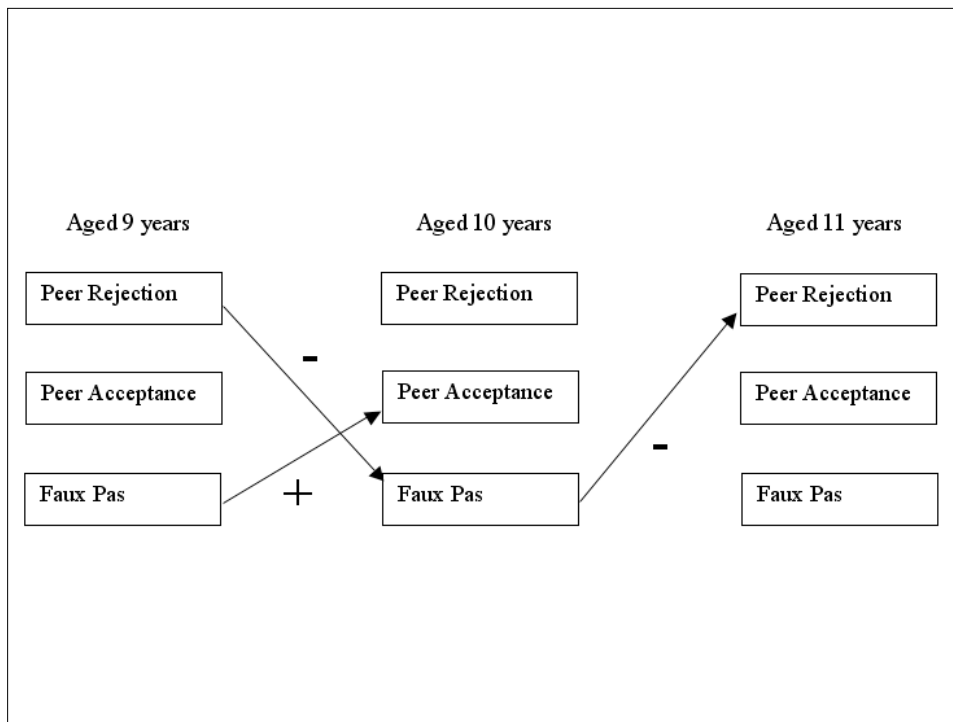 Aged 9 years Aged 10 years Aged 11 years
Peer Rejection Peer Rejection Peer Rejection
-
Peer Acceptance Peer Acceptance Peer Acceptance
-
Faux Pas + Faux Pas Faux Pas